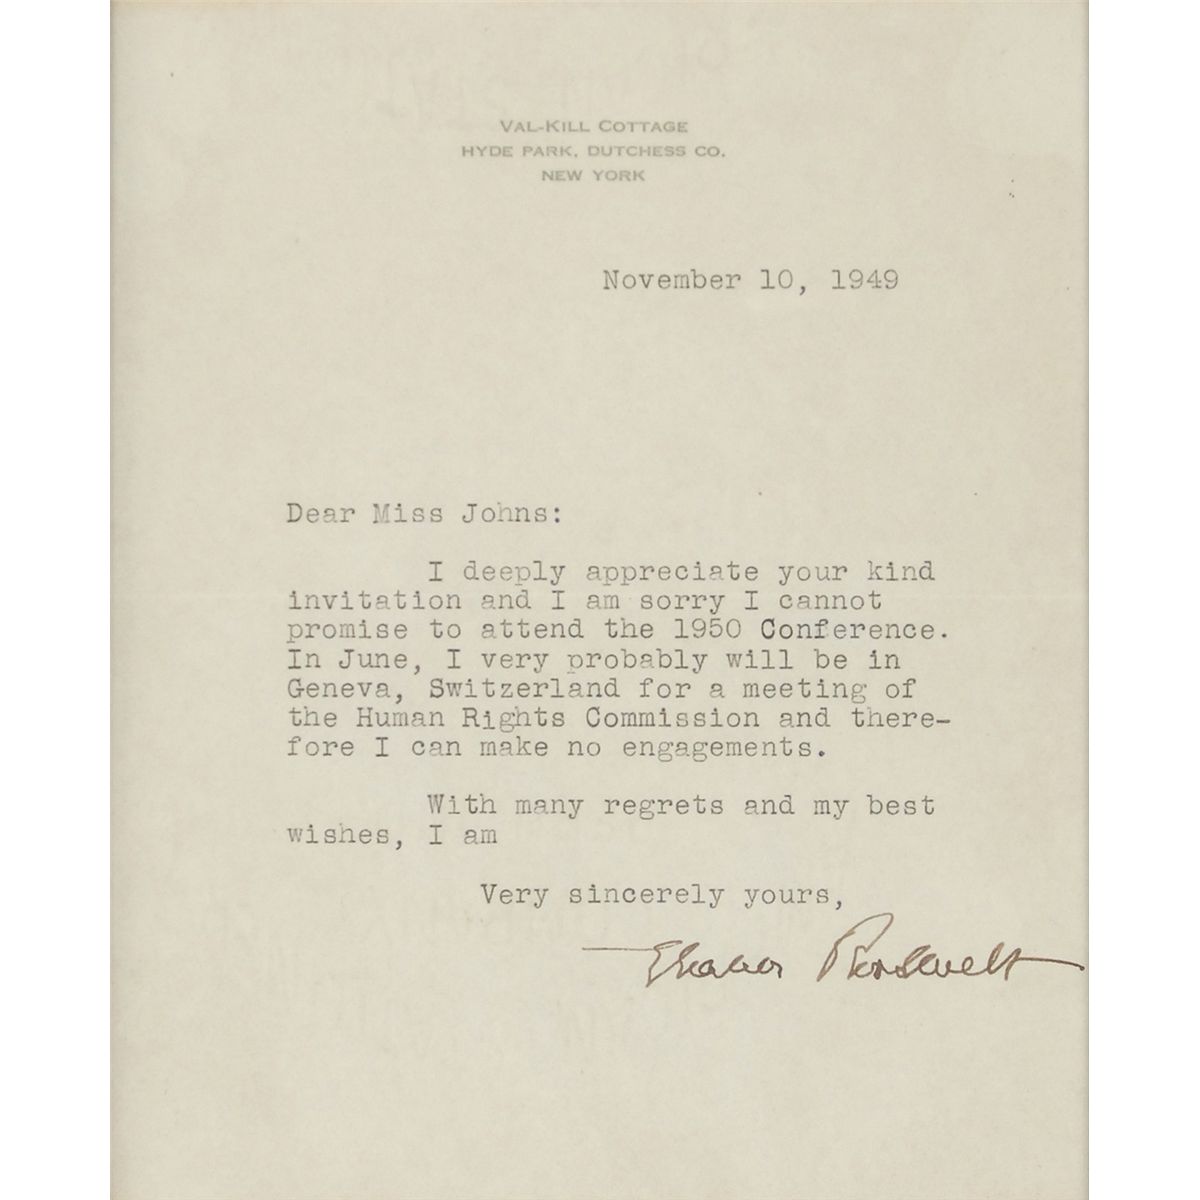 VAL-KILL COTTAGE
HYDE PARK, DUTCHESS CO.
NEW YORK
November 10, 1949
Dear Miss Johns:
I deeply appreciate your kind
invitation and I am sorry I cannot
promise to attend the 1950 Conference.
In June, I very probably will be in
Geneva, Switzerland for a meeting of
the Human Rights Commission and there-
fore I can make no engagements.
With many regrets and my best
wishes, I am
Very sincerely yours,
Eleanor Roosevelt